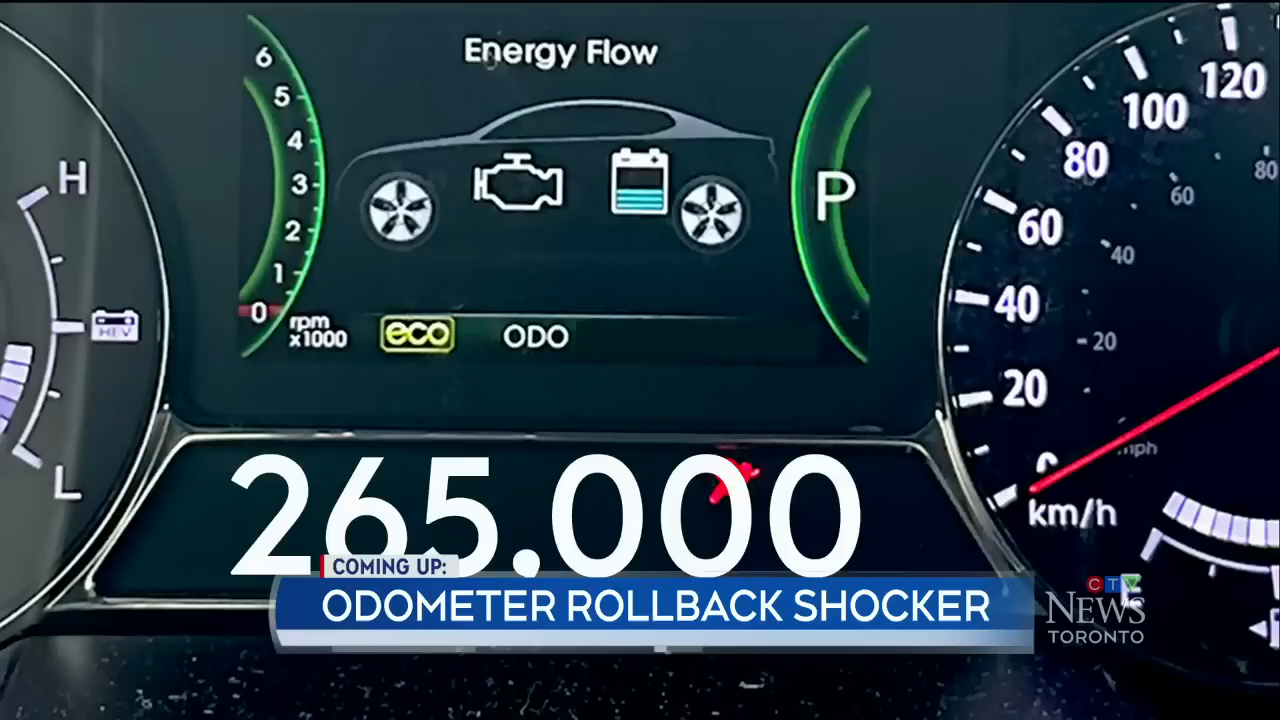 Energy Flow
6
5
4
3
2
1
0
rpm
x1000
eco
ODO
P
H
HEV
L
120
100
80
60
40
20
0
80
60
40
20
mph
km/h
265.000
COMING UP:
ODOMETER ROLLBACK SHOCKER
CTV
NEWS
TORONTO